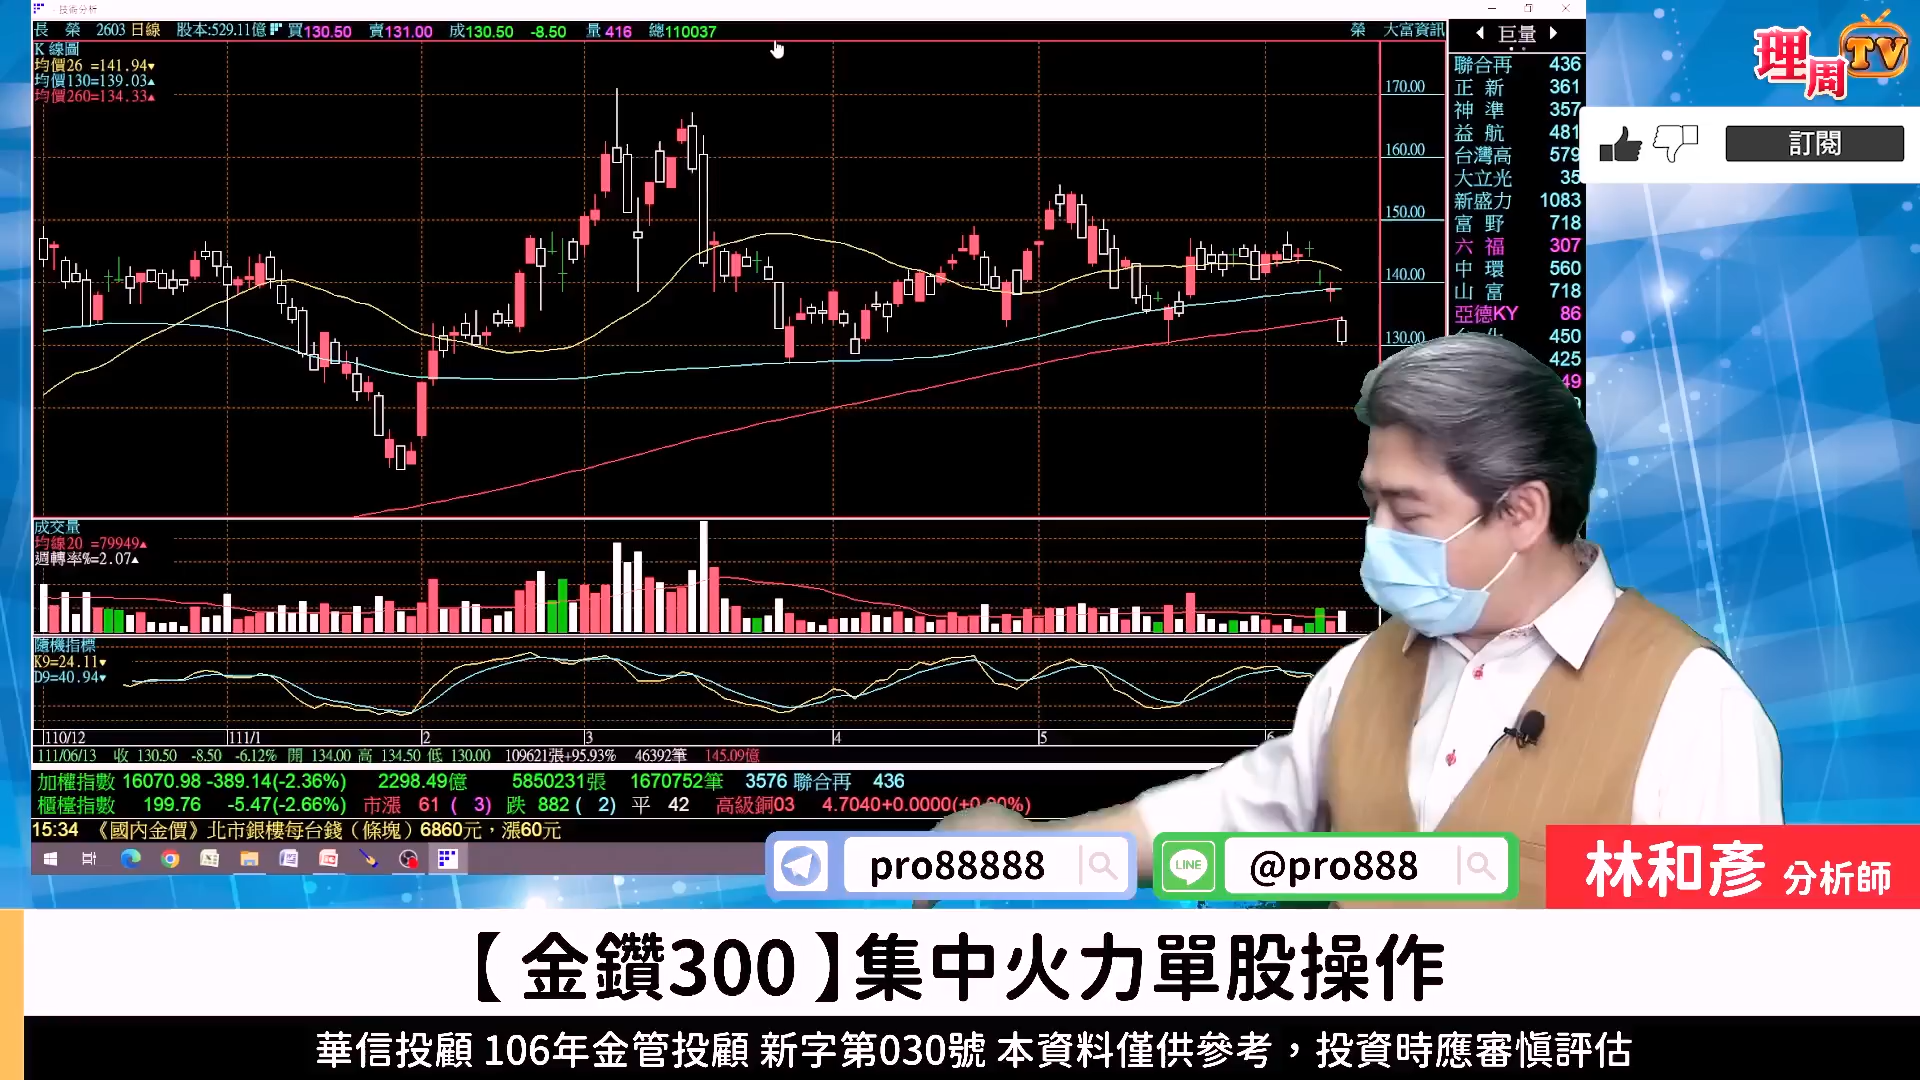 技術分析
長 榮 2603 日線 股本:529.11億 買130.50 賣131.00 成130.50 -8.50 量 416 總110037 榮 大富資訊
K 線圖
均價26 =141.94▼
均價130=139.03▲
均價260=134.33▲
170.00
160.00
150.00
140.00
130.00
成交量
均線20 =79949▲
週轉率%=2.07▲
隨機指標
K9=24.11▼
D9=40.94▼
110/12 111/1 2 3 4 5 6
111/06/13 收 130.50 -8.50 -6.12% 開 134.00 高 134.50 低 130.00 109621張+95.93% 46392筆 145.09億
加權指數 16070.98 -389.14(-2.36%) 2298.49億 5850231張 1670752筆 3576 聯合再 436
櫃檯指數 199.76 -5.47(-2.66%) 市漲 61 ( 3) 跌 882 ( 2) 平 42 高級銅03 4.7040+0.0000(+0.00%)
15:34 《國內金價》北市銀樓每台錢（條塊）6860元，漲60元
巨量
聯合再 436
正 新 361
神 準 357
益 航 481
台灣高 579
大立光 35
新盛力 1083
富 野 718
六 福 307
中 環 560
山 富 718
亞德KY 86
450
425
49
理周TV
訂閱
pro88888
LINE
@pro888
林和彥 分析師
【金鑽300】集中火力單股操作
華信投顧 106年金管投顧 新字第030號 本資料僅供參考，投資時應審慎評估